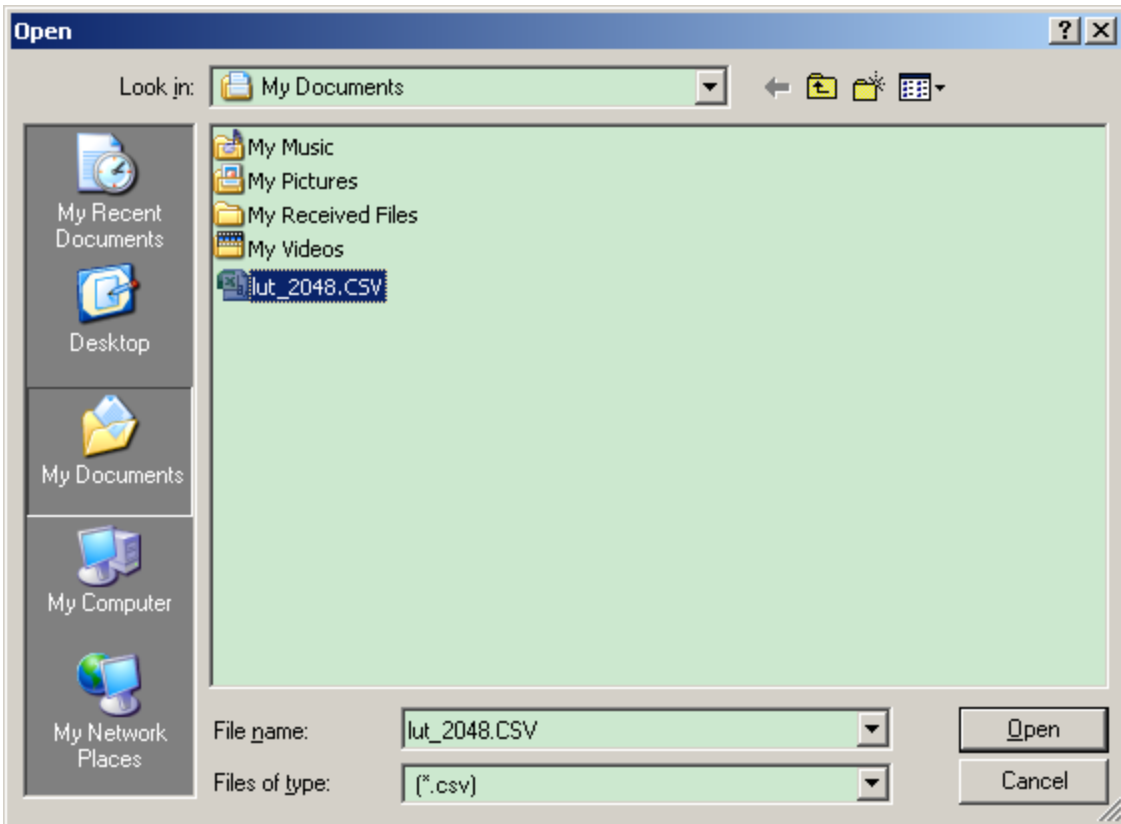 Open
Look in: My Documents
My Recent
Documents
Desktop
My Documents
My Computer
My Network
Places
My Music
My Pictures
My Received Files
My Videos
lut_2048.CSV
File name: lut_2048.CSV Open
Files of type: (*.csv) Cancel